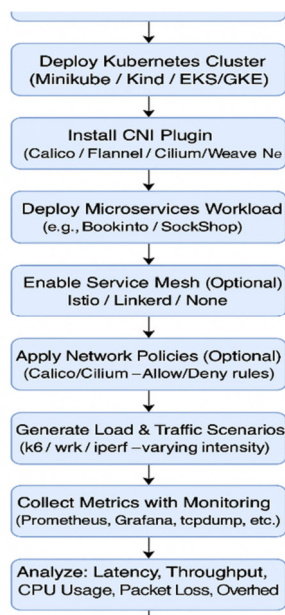 Deploy Kubernetes Cluster
(Minikube / Kind / EKS/GKE)
Install CNI Plugin
(Calico / Flannel / Cilium/Weave Ne
Deploy Microservices Workload
(e.g., Bookinto / SockShop)
Enable Service Mesh (Optional)
Istio / Linkerd / None
Apply Network Policies (Optional)
(Calico/Cilium –Allow/Deny rules)
Generate Load & Traffic Scenarios
(k6 / wrk / iperf –varying intensity)
Collect Metrics with Monitoring
(Prometheus, Grafana, tcpdump, etc.)
Analyze: Latency, Throughput,
CPU Usage, Packet Loss, Overhed